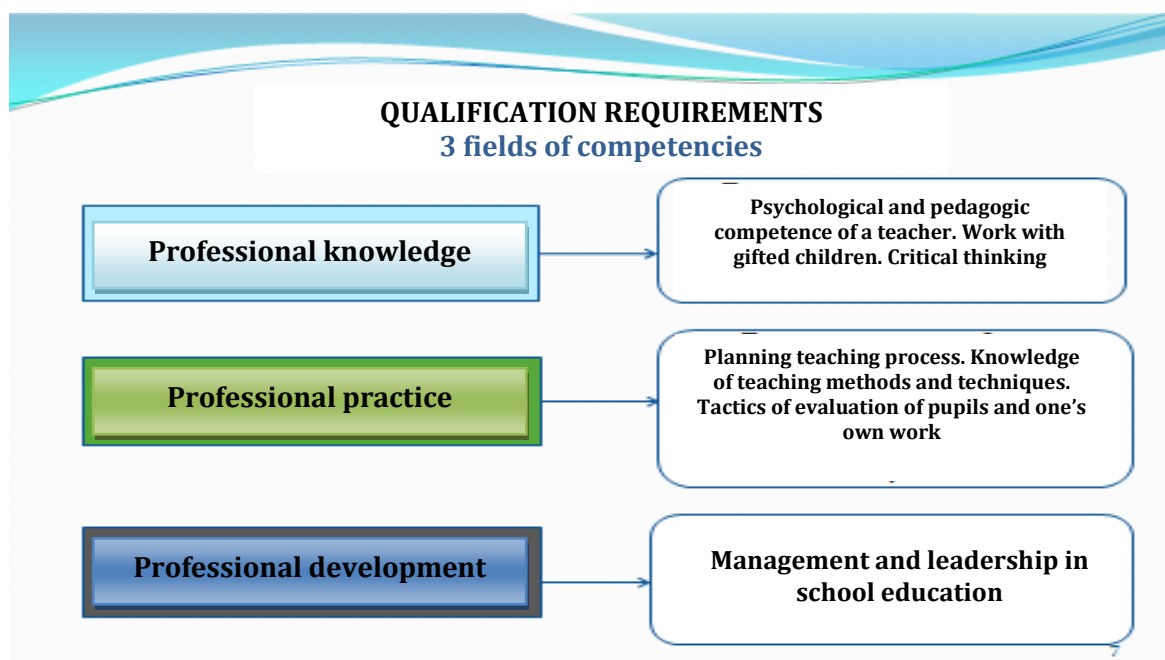 QUALIFICATION REQUIREMENTS
3 fields of competencies
Professional knowledge
Psychological and pedagogic
competence of a teacher. Work with
gifted children. Critical thinking
Professional practice
Planning teaching process. Knowledge
of teaching methods and techniques.
Tactics of evaluation of pupils and one's
own work
Professional development
Management and leadership in
school education
7